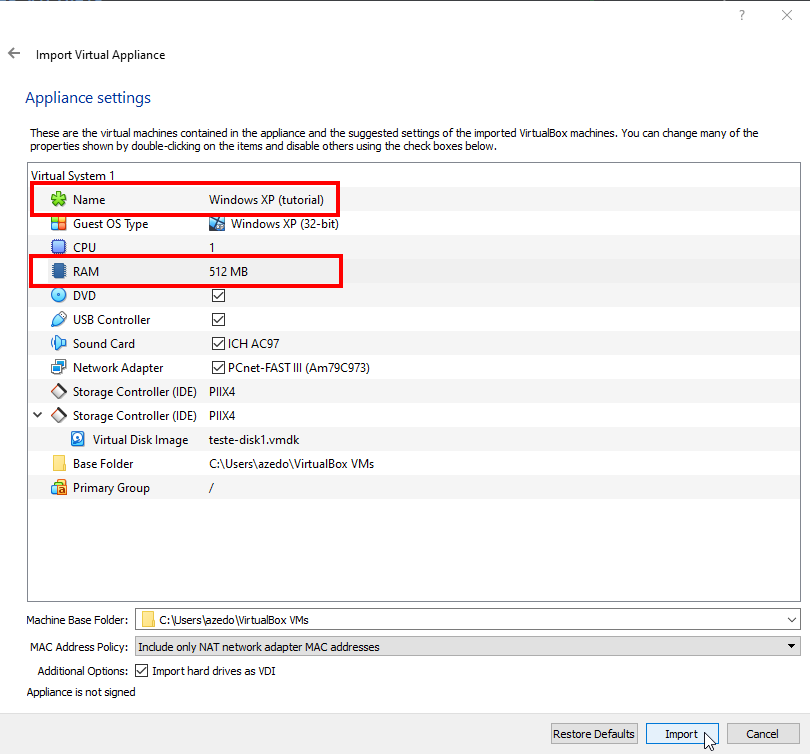 ?
Import Virtual Appliance
Appliance settings
These are the virtual machines contained in the appliance and the suggested settings of the imported VirtualBox machines. You can change many of the
properties shown by double-clicking on the items and disable others using the check boxes below.
Virtual System 1
Name Windows XP (tutorial)
Guest OS Type Windows XP (32-bit)
CPU 1
RAM 512 MB
DVD
USB Controller
Sound Card ICH AC97
Network Adapter PCnet-FAST III (Am79C973)
Storage Controller (IDE) PIIX4
Storage Controller (IDE) PIIX4
Virtual Disk Image teste-disk1.vmdk
Base Folder C:\Users\azedo\VirtualBox VMs
Primary Group /
Machine Base Folder: C:\Users\azedo\VirtualBox VMs
MAC Address Policy: Include only NAT network adapter MAC addresses
Additional Options: Import hard drives as VDI
Appliance is not signed
Restore Defaults Import Cancel